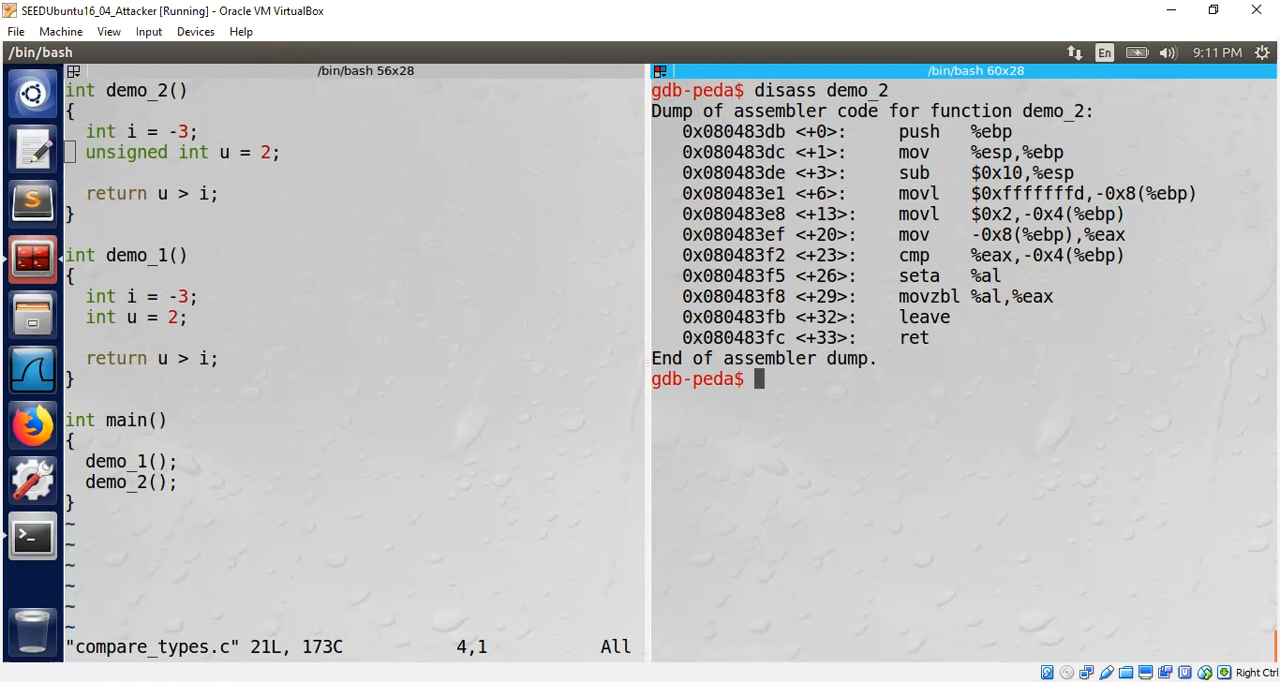 SEEDUbuntu16_04_Attacker [Running] - Oracle VM VirtualBox
File Machine View Input Devices Help
/bin/bash En 9:11 PM
/bin/bash 56x28
int demo_2()
{
int i = -3;
unsigned int u = 2;
return u > i;
}
int demo_1()
{
int i = -3;
int u = 2;
return u > i;
}
int main()
{
demo_1();
demo_2();
}
~
~
~
~
~
~
"compare_types.c" 21L, 173C 4,1 All
/bin/bash 60x28
gdb-peda$ disass demo_2
Dump of assembler code for function demo_2:
0x080483db <+0>: push %ebp
0x080483dc <+1>: mov %esp,%ebp
0x080483de <+3>: sub $0x10,%esp
0x080483e1 <+6>: movl $0xfffffffd,-0x8(%ebp)
0x080483e8 <+13>: movl $0x2,-0x4(%ebp)
0x080483ef <+20>: mov -0x8(%ebp),%eax
0x080483f2 <+23>: cmp %eax,-0x4(%ebp)
0x080483f5 <+26>: seta %al
0x080483f8 <+29>: movzbl %al,%eax
0x080483fb <+32>: leave
0x080483fc <+33>: ret
End of assembler dump.
gdb-peda$
Right Ctrl